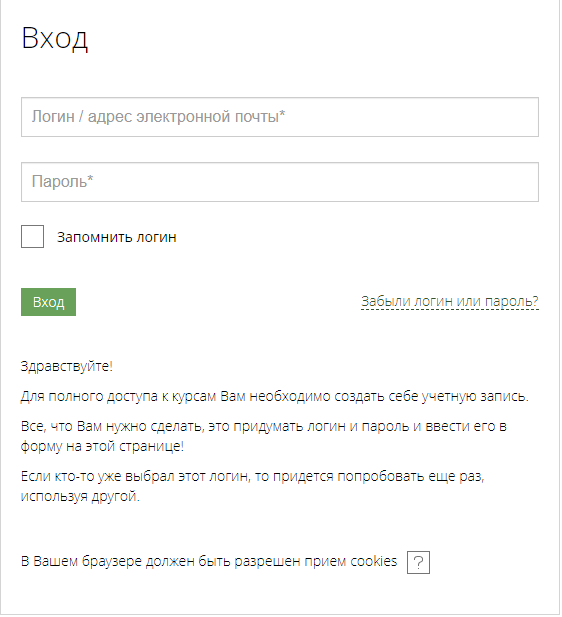 Вход
Логин / адрес электронной почты*
Пароль*
Запомнить логин
Вход
Забыли логин или пароль?
Здравствуйте!
Для полного доступа к курсам Вам необходимо создать себе учетную запись.
Все, что Вам нужно сделать, это придумать логин и пароль и ввести его в
форму на этой странице!
Если кто-то уже выбрал этот логин, то придется попробовать еще раз,
используя другой.
В Вашем браузере должен быть разрешен прием cookies ?